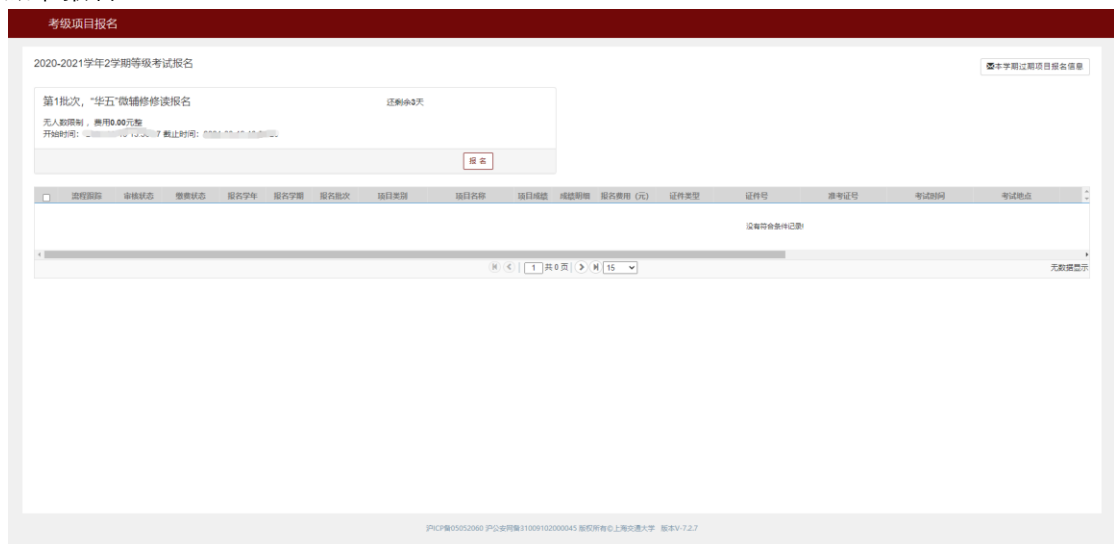 考级项目报名
2020-2021学年2学期等级考试报名
本学期过期项目报名信息
第1批次，“华五”微辅修修读报名
还剩余3天
无人数限制，费用0.00元整
开始时间： 截止时间：
报 名
流程跟踪 审核状态 缴费状态 报名学年 报名学期 报名批次 项目类别 项目名称 项目成绩 成绩明细 报名费用（元） 证件类型 证件号 准考证号 考试时间 考试地点
没有符合条件记录!
1 共 0 页 15
无数据显示
沪ICP备05052060 沪公安网备31009102000045 版权所有©上海交通大学 版本V-7.2.7